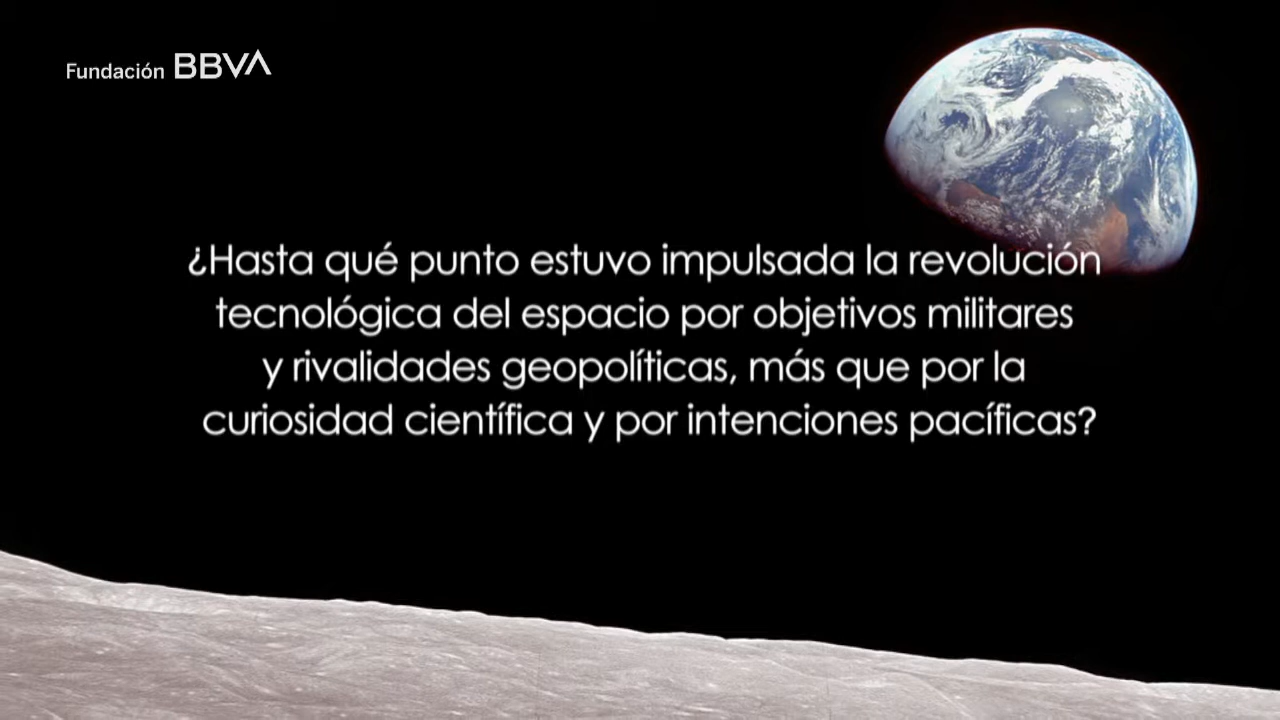 Fundación BBVA
¿Hasta qué punto estuvo impulsada la revolución
tecnológica del espacio por objetivos militares
y rivalidades geopolíticas, más que por la
curiosidad científica y por intenciones pacíficas?